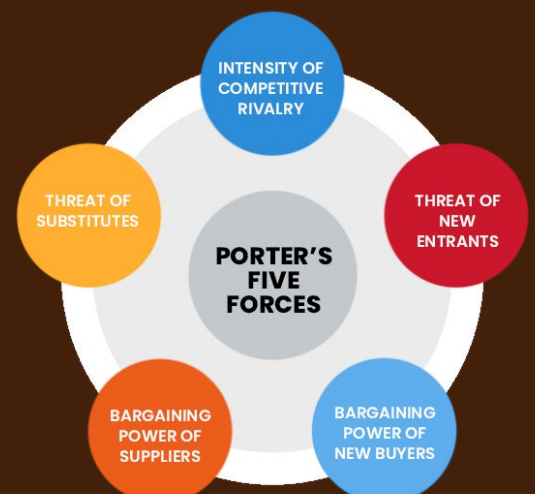 INTENSITY OF
COMPETITIVE
RIVALRY
THREAT OF
SUBSTITUTES
THREAT OF
NEW
ENTRANTS
PORTER'S
FIVE
FORCES
BARGAINING
POWER OF
SUPPLIERS
BARGAINING
POWER OF
NEW BUYERS